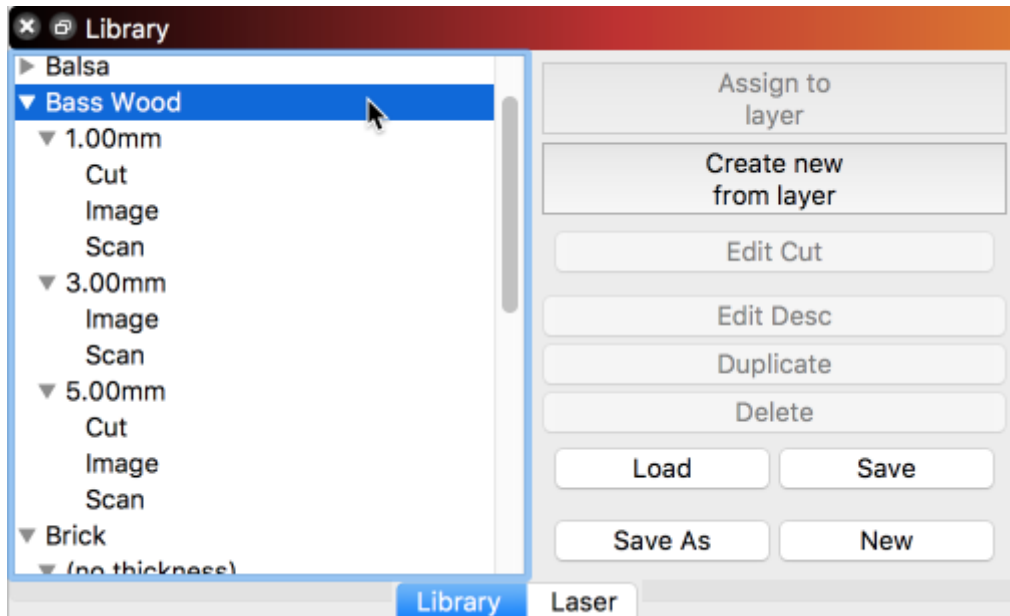 Library
Balsa
Bass Wood
1.00mm
Cut
Image
Scan
3.00mm
Image
Scan
5.00mm
Cut
Image
Scan
Brick
(no thickness)
Assign to
layer
Create new
from layer
Edit Cut
Edit Desc
Duplicate
Delete
Load
Save
Save As
New
Library
Laser